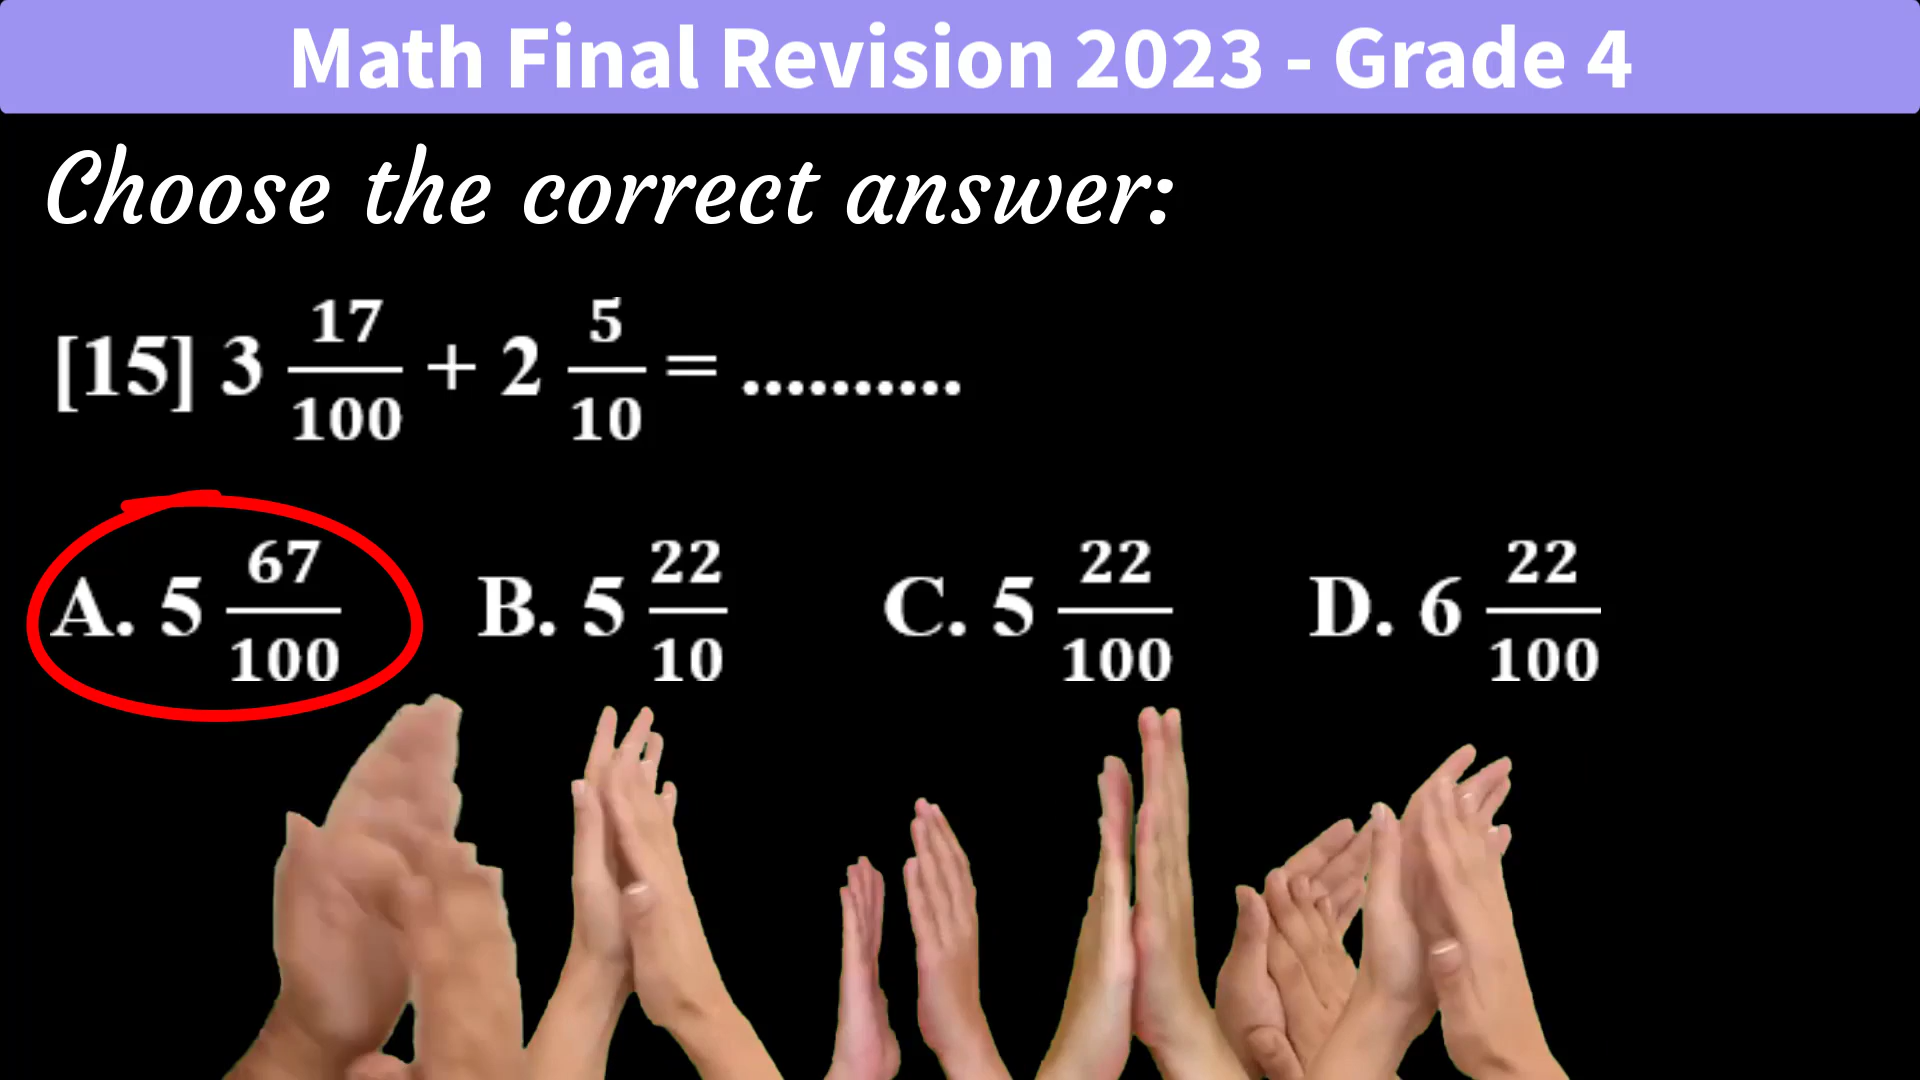 Math Final Revision 2023 - Grade 4
Choose the correct answer:
[15] 3 17/100 + 2 5/10 = ..........
A. 5 67/100 B. 5 22/10 C. 5 22/100 D. 6 22/100